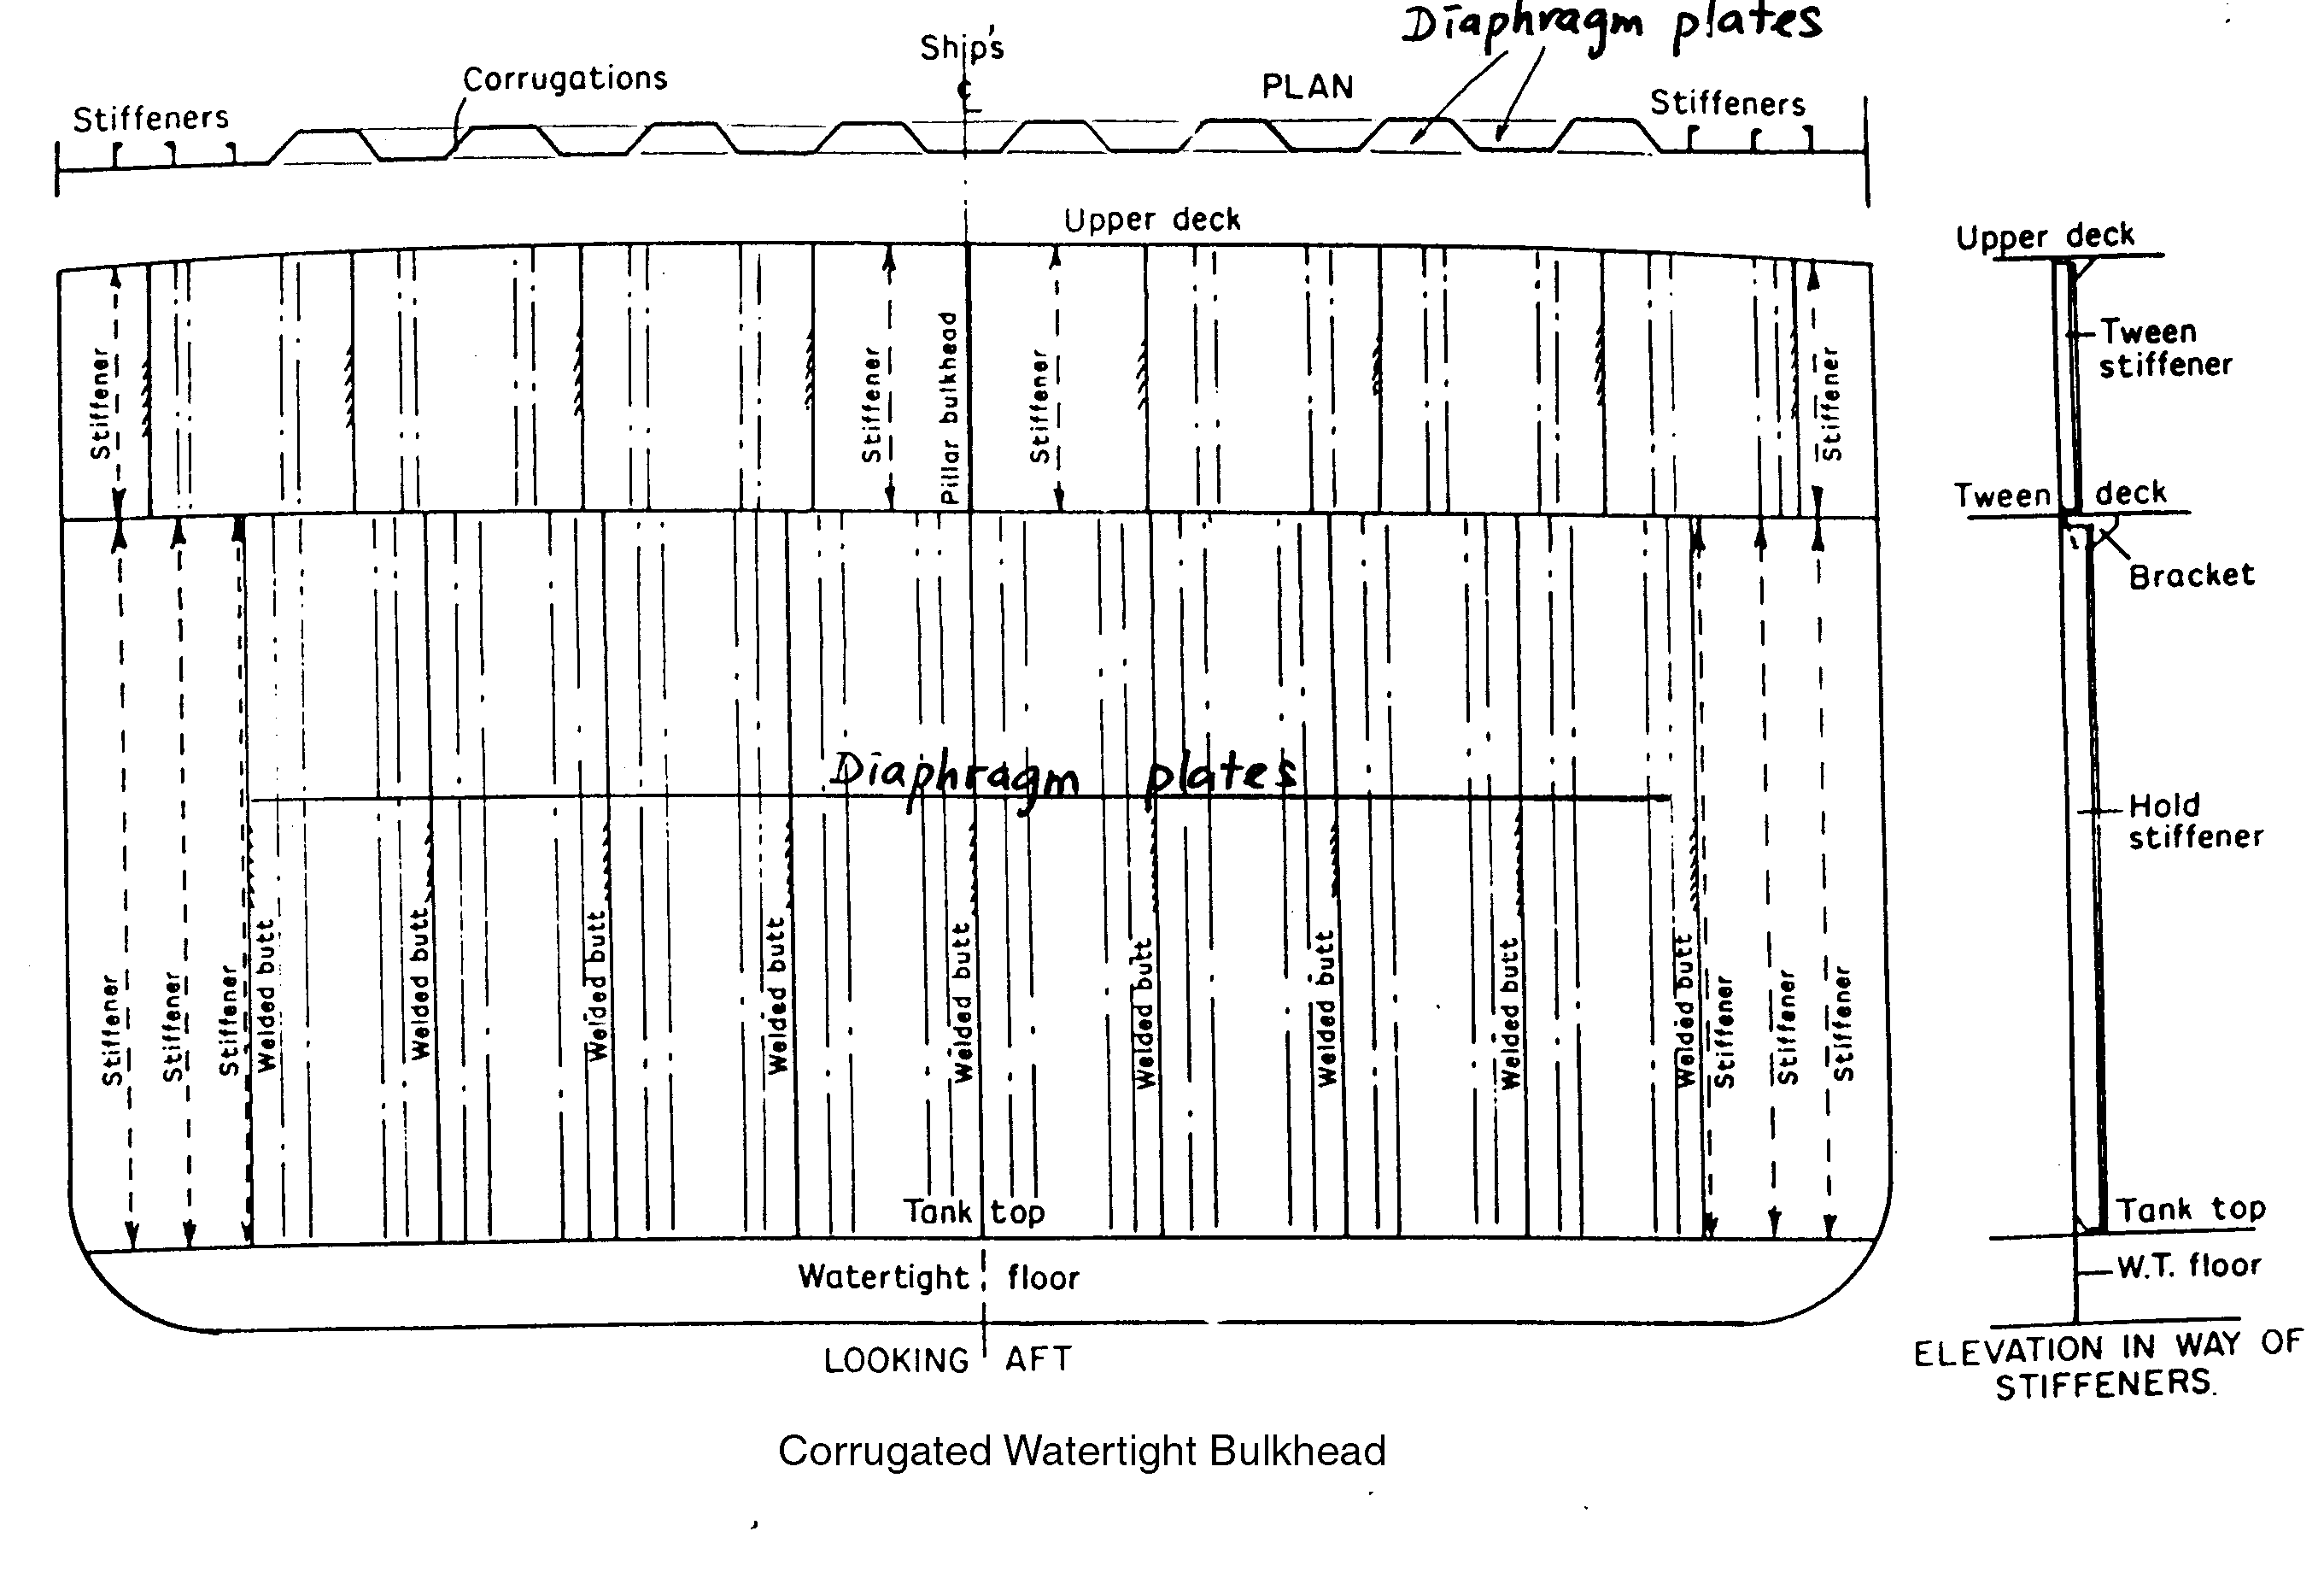 Diaphragm plates
Ship's
℄
Corrugations
PLAN
Stiffeners
Stiffeners
Upper deck
Stiffener
Stiffener
Pillar bulkhead
Stiffener
Stiffener
Diaphragm plates
Stiffener
Stiffener
Stiffener
Welded butt
Welded butt
Welded butt
Welded butt
Welded butt
Welded butt
Welded butt
Welded butt
Welded butt
Stiffener
Stiffener
Stiffener
Tank top
Watertight floor
LOOKING AFT
Upper deck
Tween
stiffener
Tween deck
Bracket
Hold
stiffener
Tank top
W.T. floor
ELEVATION IN WAY OF
STIFFENERS.
Corrugated Watertight Bulkhead